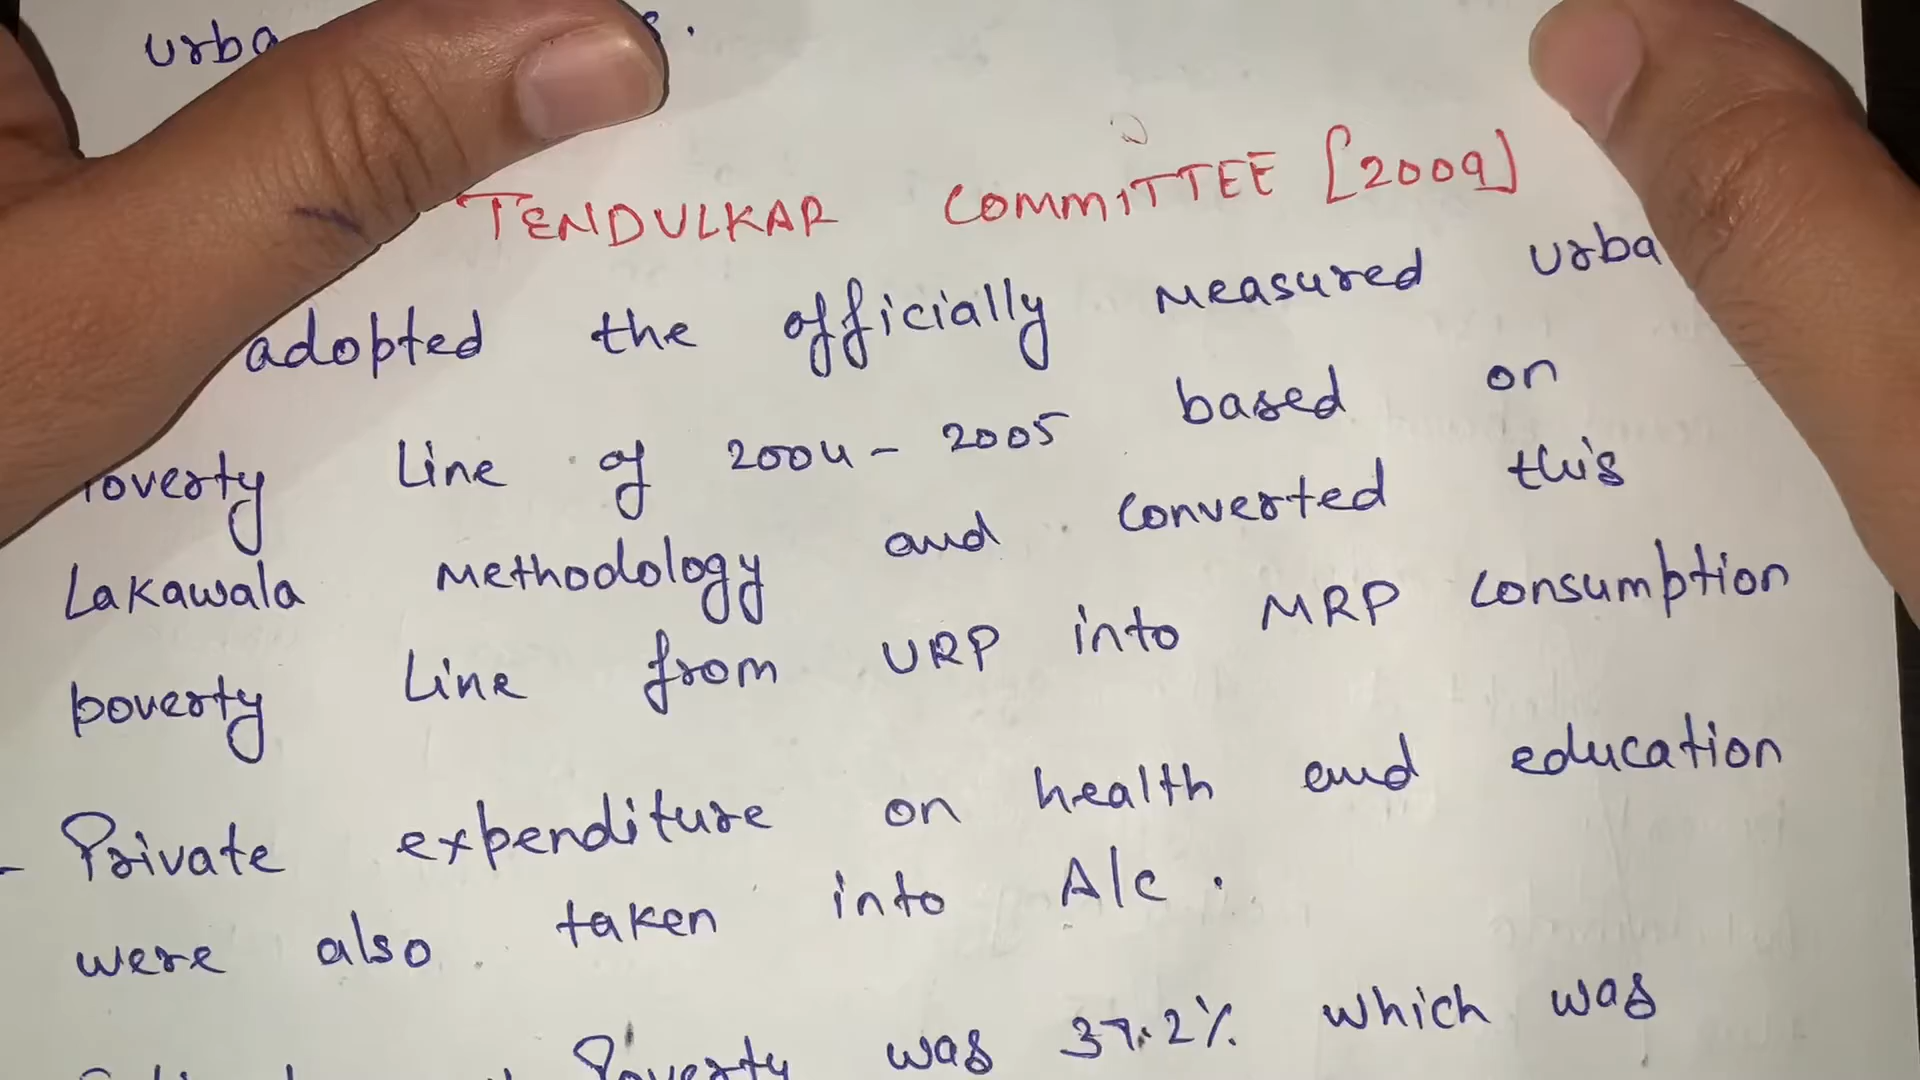 TENDULKAR COMMITTEE [2009]
adopted the officially measured urba
Poverty Line of 2004-2005 based on
Lakawala Methodology and converted this
poverty Line from URP into MRP consumption
- Private expenditure on health and education
were also taken into A/c.
Poverty was 37.2% which was